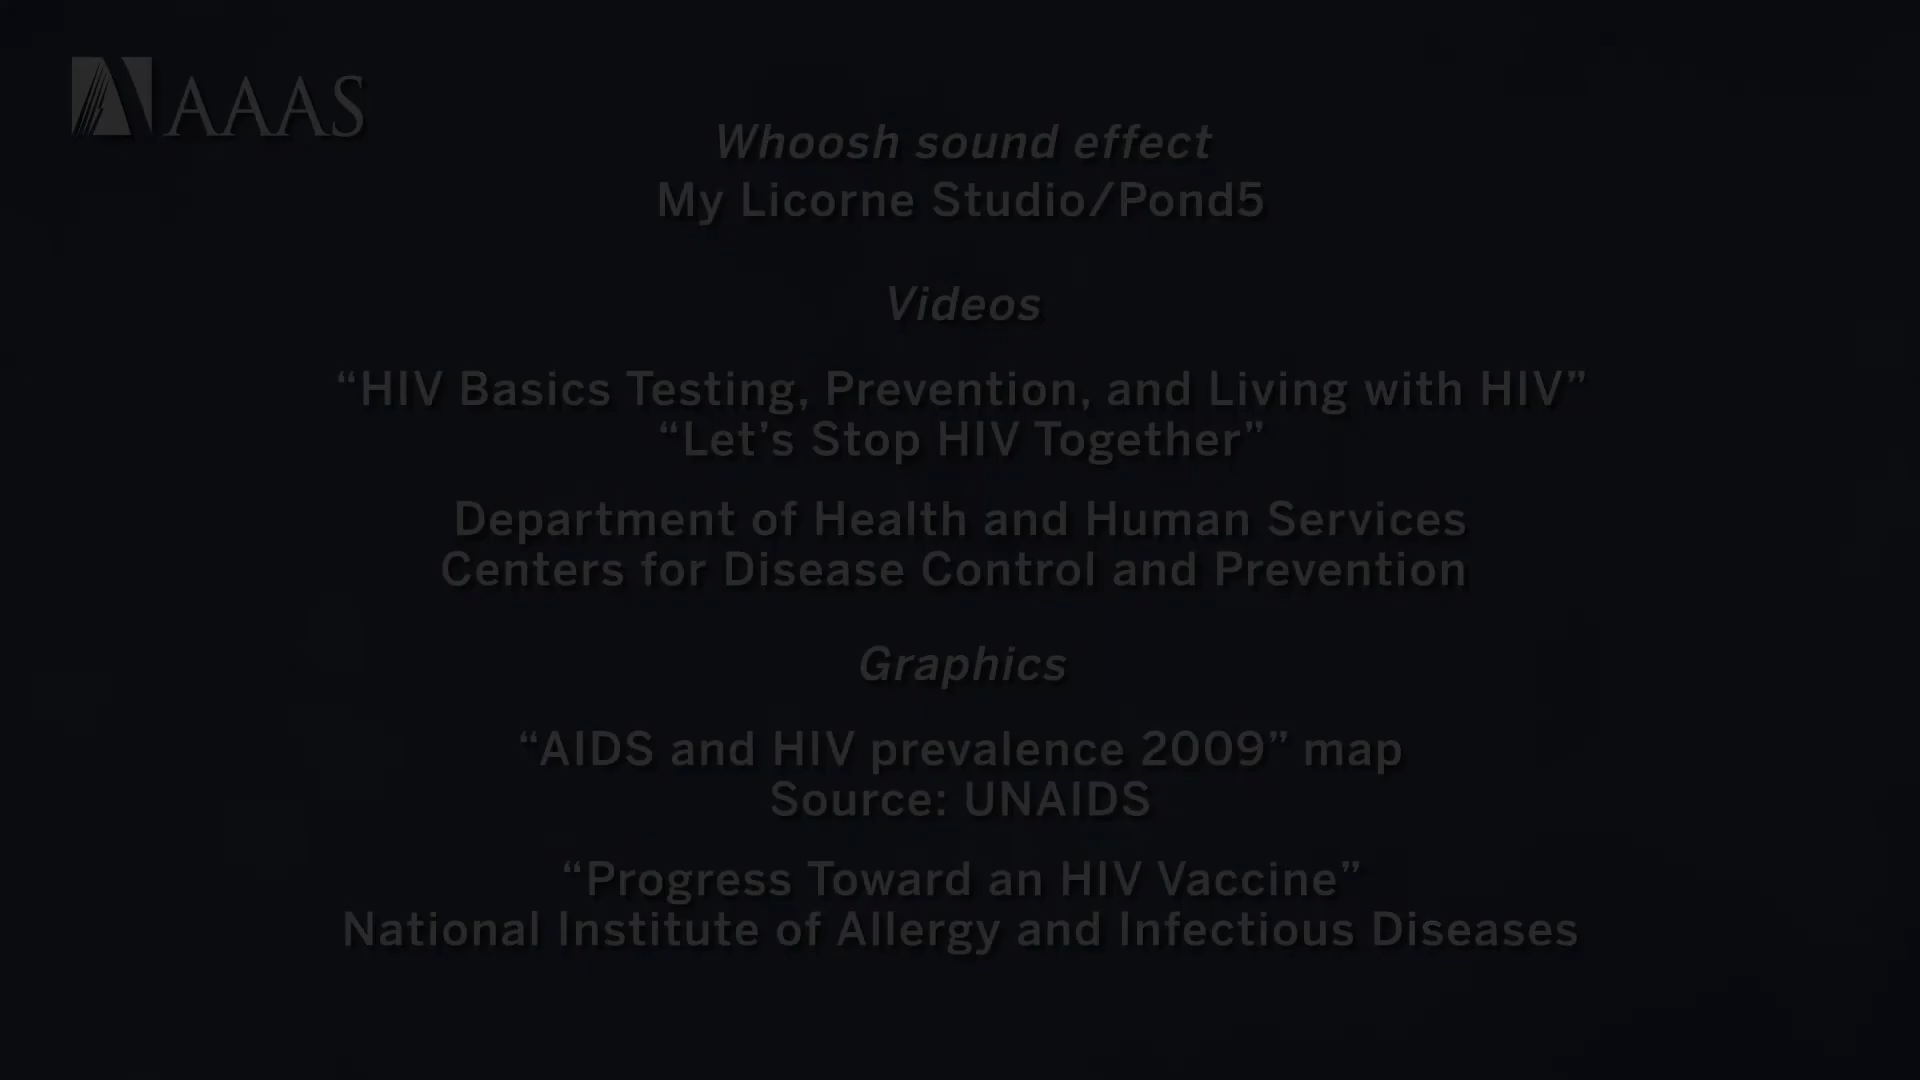 AAAS
Whoosh sound effect
My Licorne Studio/Pond5
Videos
“HIV Basics Testing, Prevention, and Living with HIV”
“Let’s Stop HIV Together”
Department of Health and Human Services
Centers for Disease Control and Prevention
Graphics
“AIDS and HIV prevalence 2009” map
Source: UNAIDS
“Progress Toward an HIV Vaccine”
National Institute of Allergy and Infectious Diseases